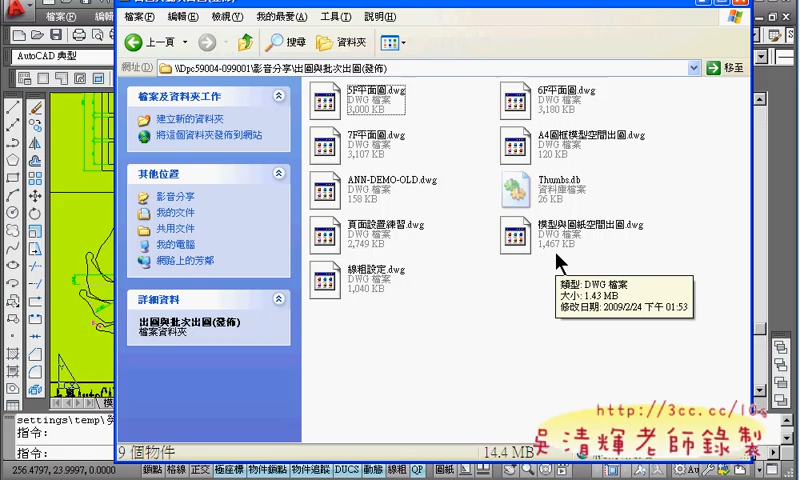 檔案(F) 編輯(E) 檢視(V) 我的最愛(A) 工具(T) 說明(H)
檔案(F)
AutoCAD 典型
上一頁 搜尋 資料夾
網址(D) \\Dpc59004-099001\影音分享\出圖與批次出圖(發佈) 移至
檔案及資料夾工作
建立新的資料夾
將這個資料夾發佈到網站
其他位置
影音分享
我的文件
共用文件
我的電腦
網路上的芳鄰
詳細資料
出圖與批次出圖(發佈)
檔案資料夾
5F平面圖.dwg
DWG 檔案
3,000 KB
6F平面圖.dwg
DWG 檔案
3,180 KB
7F平面圖.dwg
DWG 檔案
3,107 KB
A4圖框模型空間出圖.dwg
DWG 檔案
120 KB
ANN-DEMO-OLD.dwg
DWG 檔案
158 KB
Thumbs.db
資料庫檔案
26 KB
頁面設置練習.dwg
DWG 檔案
2,749 KB
模型與圖紙空間出圖.dwg
DWG 檔案
1,467 KB
線粗設定.dwg
DWG 檔案
1,040 KB
類型: DWG 檔案
大小: 1.43 MB
修改日期: 2009/2/24 下午 01:53
http://3cc.cc/10s
吳清輝老師錄製
settings\temp\
指令:
指令:
9 個物件 14.4 MB
256.4797, 23.9997, 0.0000 鎖點 格線 正交 極座標 物件鎖點 物件追蹤 DUCS 動態 線粗 QP 圖紙